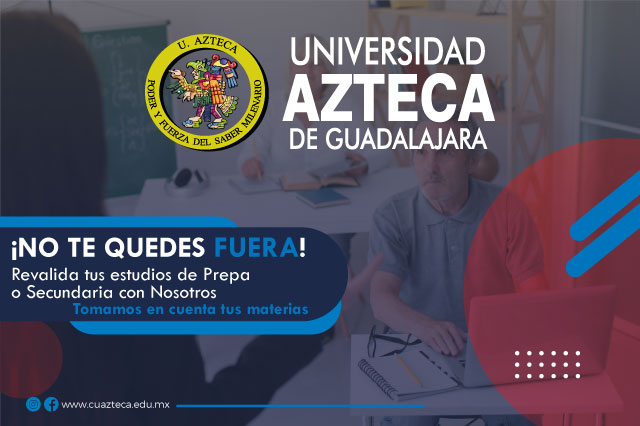 U. AZTECA
PODER Y FUERZA DEL SABER MILENARIO
UNIVERSIDAD
AZTECA
DE GUADALAJARA
¡NO TE QUEDES FUERA!
Revalida tus estudios de Prepa
o Secundaria con Nosotros
Tomamos en cuenta tus materias
www.cuazteca.edu.mx